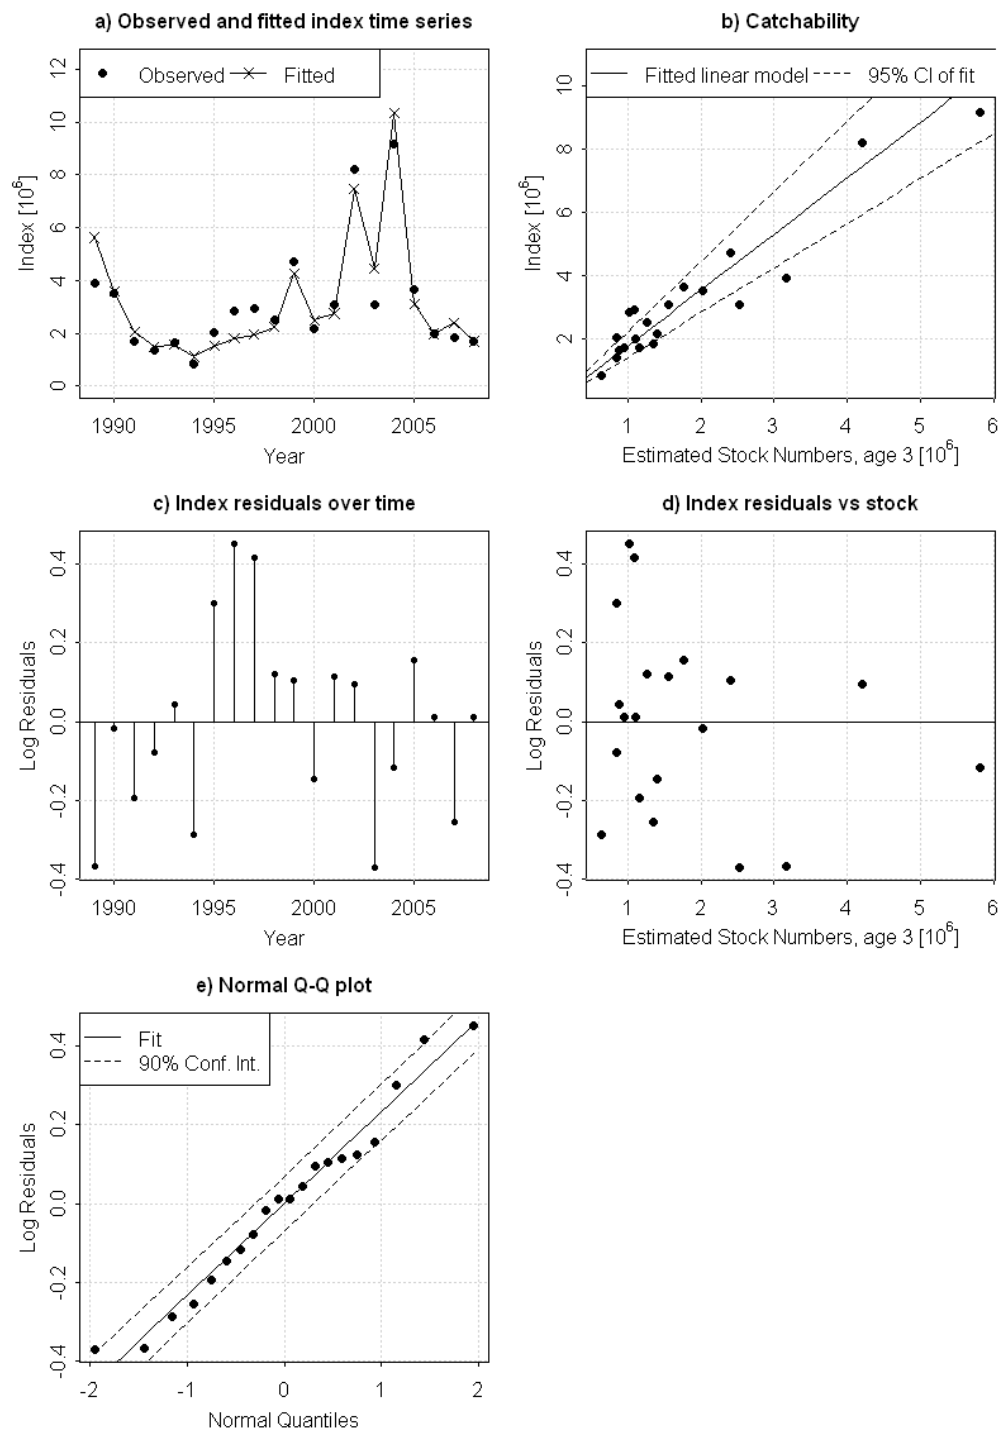 a) Observed and fitted index time series
Observed Fitted
Index [10^6]
0 2 4 6 8 10 12
1990 1995 2000 2005
Year
b) Catchability
Fitted linear model 95% CI of fit
Index [10^6]
2 4 6 8 10
1 2 3 4 5 6
Estimated Stock Numbers, age 3 [10^6]
c) Index residuals over time
Log Residuals
-0.4 -0.2 0.0 0.2 0.4
1990 1995 2000 2005
Year
d) Index residuals vs stock
Log Residuals
-0.4 -0.2 0.0 0.2 0.4
1 2 3 4 5 6
Estimated Stock Numbers, age 3 [10^6]
e) Normal Q-Q plot
Fit
90% Conf. Int.
Log Residuals
-0.4 -0.2 0.0 0.2 0.4
-2 -1 0 1 2
Normal Quantiles